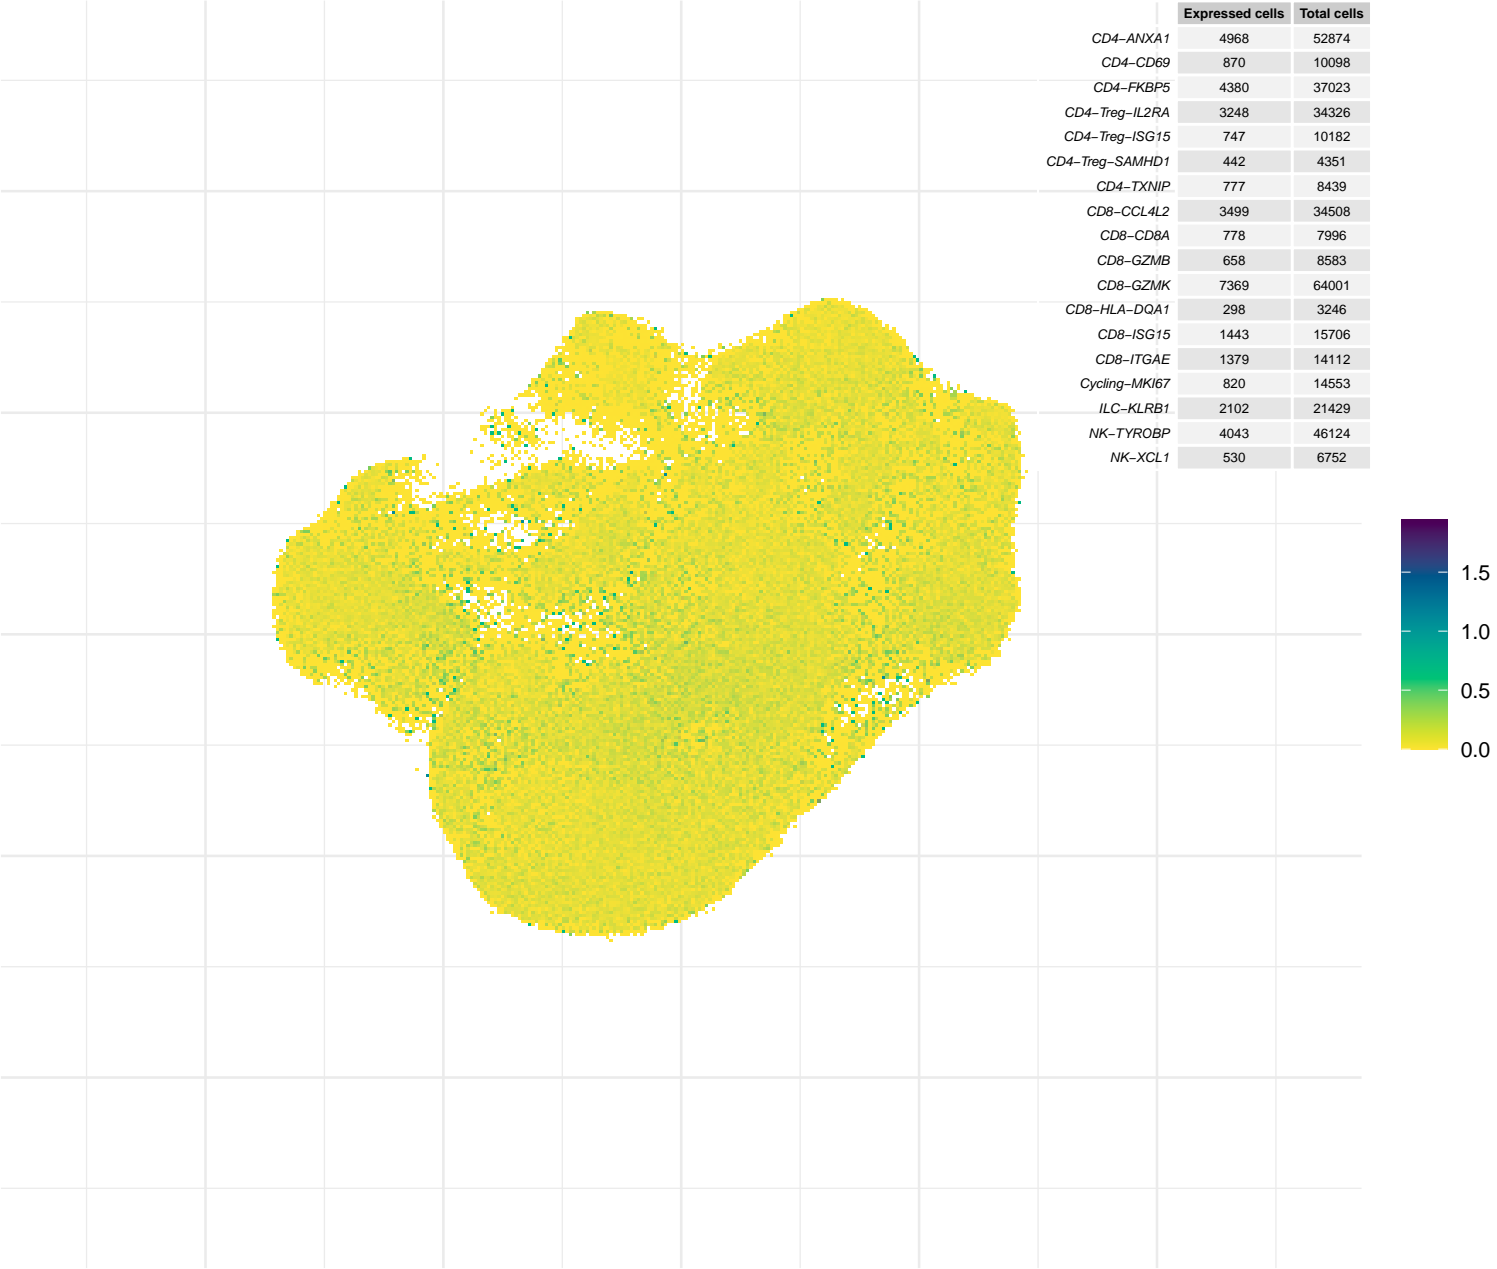 Expressed cells Total cells
CD4−ANXA1 4968 52874
CD4−CD69 870 10098
CD4−FKBP5 4380 37023
CD4−Treg−IL2RA 3248 34326
CD4−Treg−ISG15 747 10182
CD4−Treg−SAMHD1 442 4351
CD4−TXNIP 777 8439
CD8−CCL4L2 3499 34508
CD8−CD8A 778 7996
CD8−GZMB 658 8583
CD8−GZMK 7369 64001
CD8−HLA−DQA1 298 3246
CD8−ISG15 1443 15706
CD8−ITGAE 1379 14112
Cycling−MKI67 820 14553
ILC−KLRB1 2102 21429
NK−TYROBP 4043 46124
NK−XCL1 530 6752
1.5
1.0
0.5
0.0